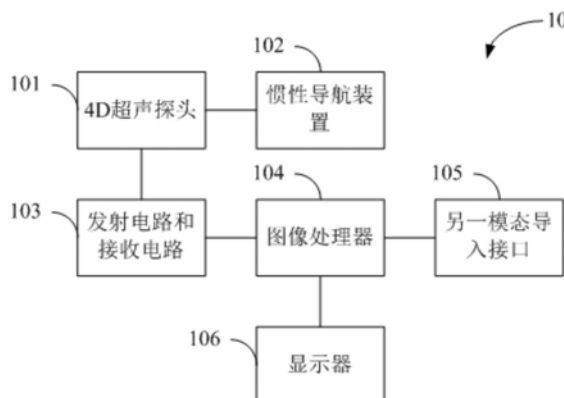 10
101
102
4D超声探头
惯性导航装
置
103
104
105
发射电路和
接收电路
图像处理器
另一模态导
入接口
106
显示器